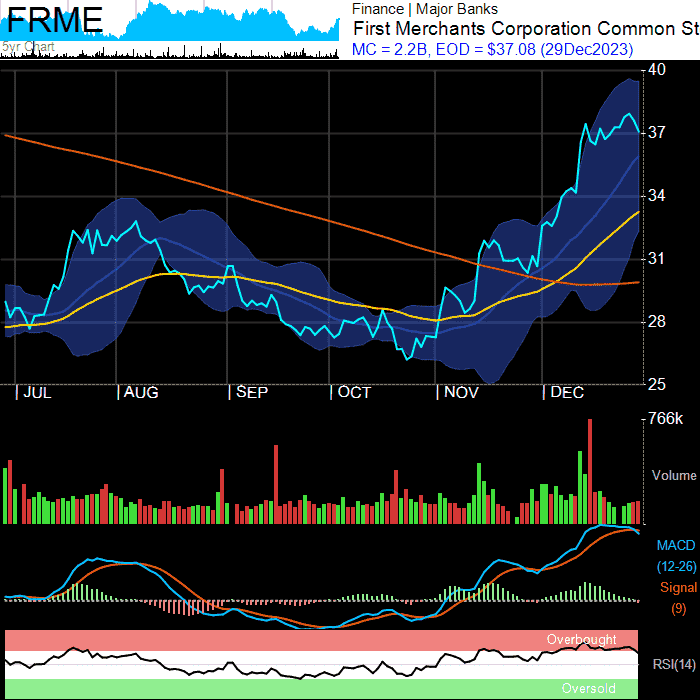 FRME
5yr Chart
Finance | Major Banks
First Merchants Corporation Common St
MC = 2.2B, EOD = $37.08 (29Dec2023)
40
37
34
31
28
25
JUL AUG SEP OCT NOV DEC
766k
Volume
MACD
(12-26)
Signal
(9)
Overbought
RSI(14)
Oversold